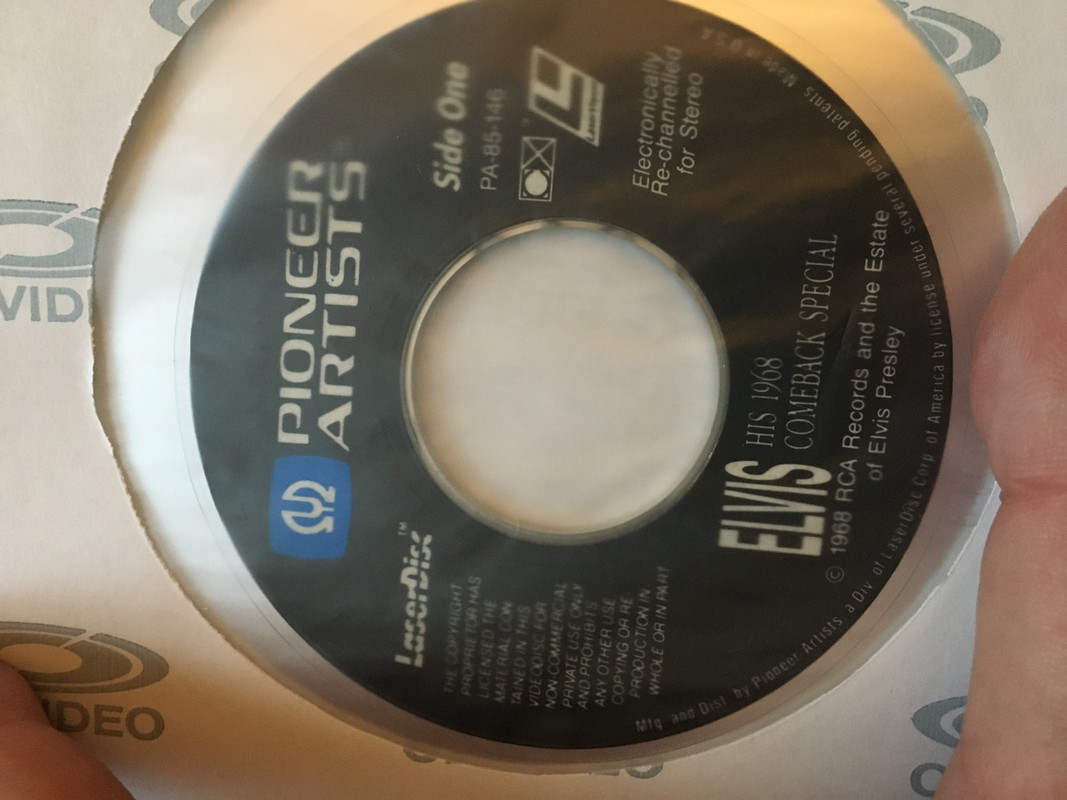 PIONEER
ARTISTS
LaserDisc™
Side One
PA-85-146
THE COPYRIGHT
PROPRIETOR HAS
LICENSED THE
MATERIAL CON
TAINED IN THIS
VIDEODISC FOR
NON COMMERCIAL
PRIVATE USE ONLY
AND PROHIBITS
ANY OTHER USE
COPYING OR RE
PRODUCTION IN
WHOLE OR IN PART
Electronically
Re-channelled
for Stereo
ELVIS
HIS 1968
COMEBACK SPECIAL
© 1968 RCA Records and the Estate
of Elvis Presley
Mfg and Dist by Pioneer Artists a Div of LaserDisc Corp of America by license under several pending patents Made in U.S.A.
VID
VIDEO